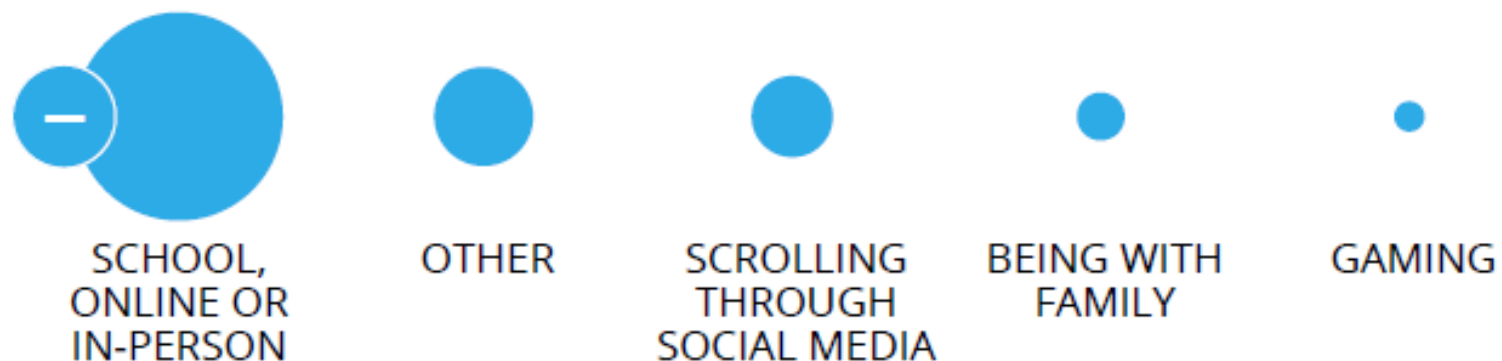 –
SCHOOL,
ONLINE OR
IN-PERSON
OTHER
SCROLLING
THROUGH
SOCIAL MEDIA
BEING WITH
FAMILY
GAMING